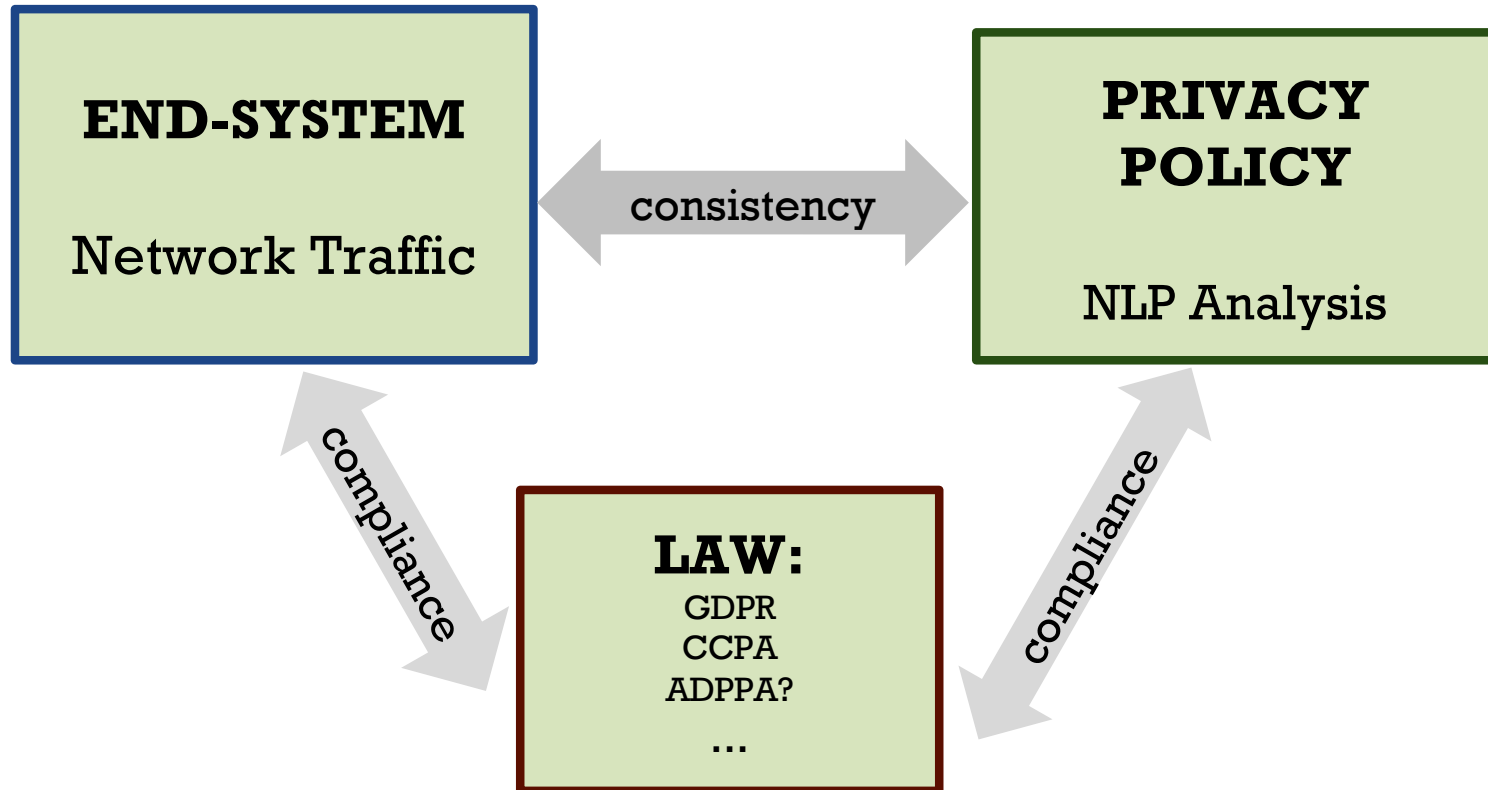 END-SYSTEM
Network Traffic
consistency
PRIVACY
POLICY
NLP Analysis
compliance
LAW:
GDPR
CCPA
ADPPA?
...
compliance